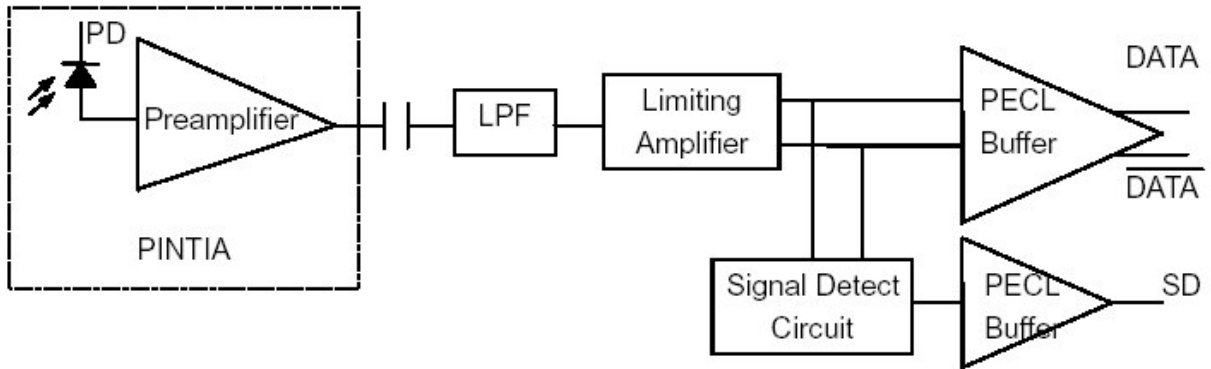 PD
Preamplifier
PINTIA
LPF
Limiting
Amplifier
PECL
Buffer
DATA
DATA
Signal Detect
Circuit
PECL
Buffer
SD